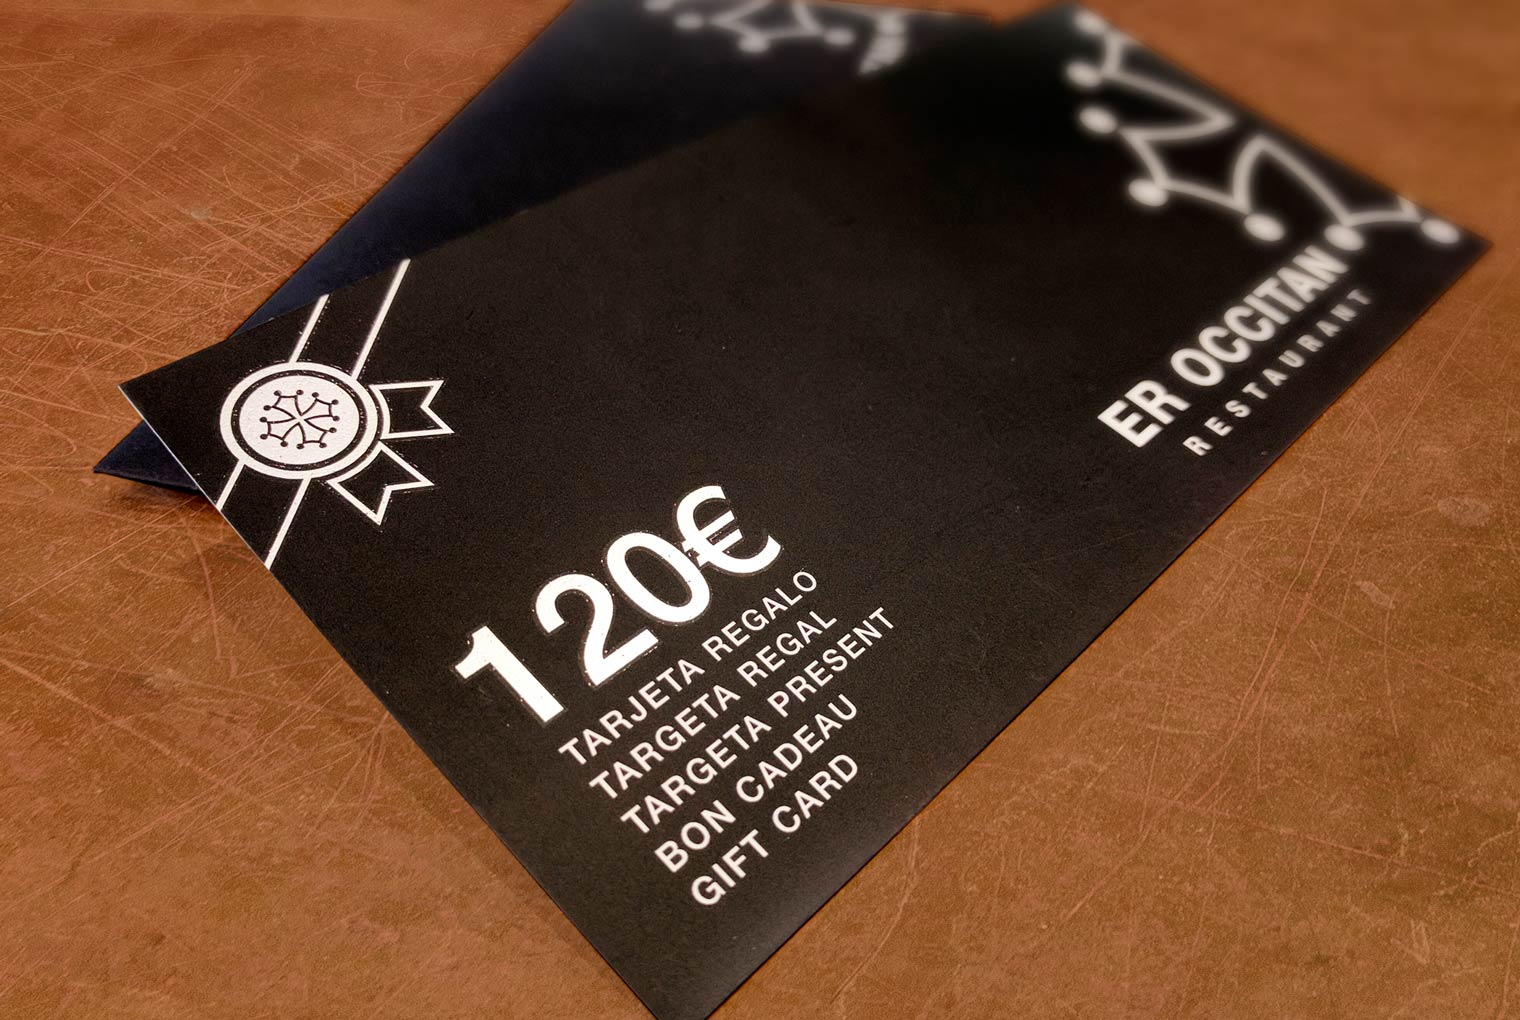 ER OCCITAN
RESTAURANT
120€
TARJETA REGALO
TARGETA REGAL
TARGETA PRESENT
BON CADEAU
GIFT CARD